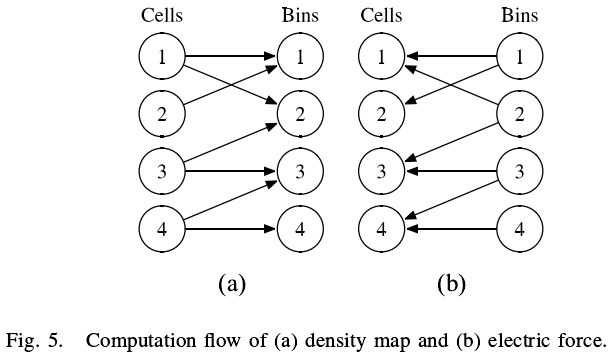 Cells Bins Cells Bins
1 1 1 1
2 2 2 2
3 3 3 3
4 4 4 4
(a) (b)
Fig. 5. Computation flow of (a) density map and (b) electric force.